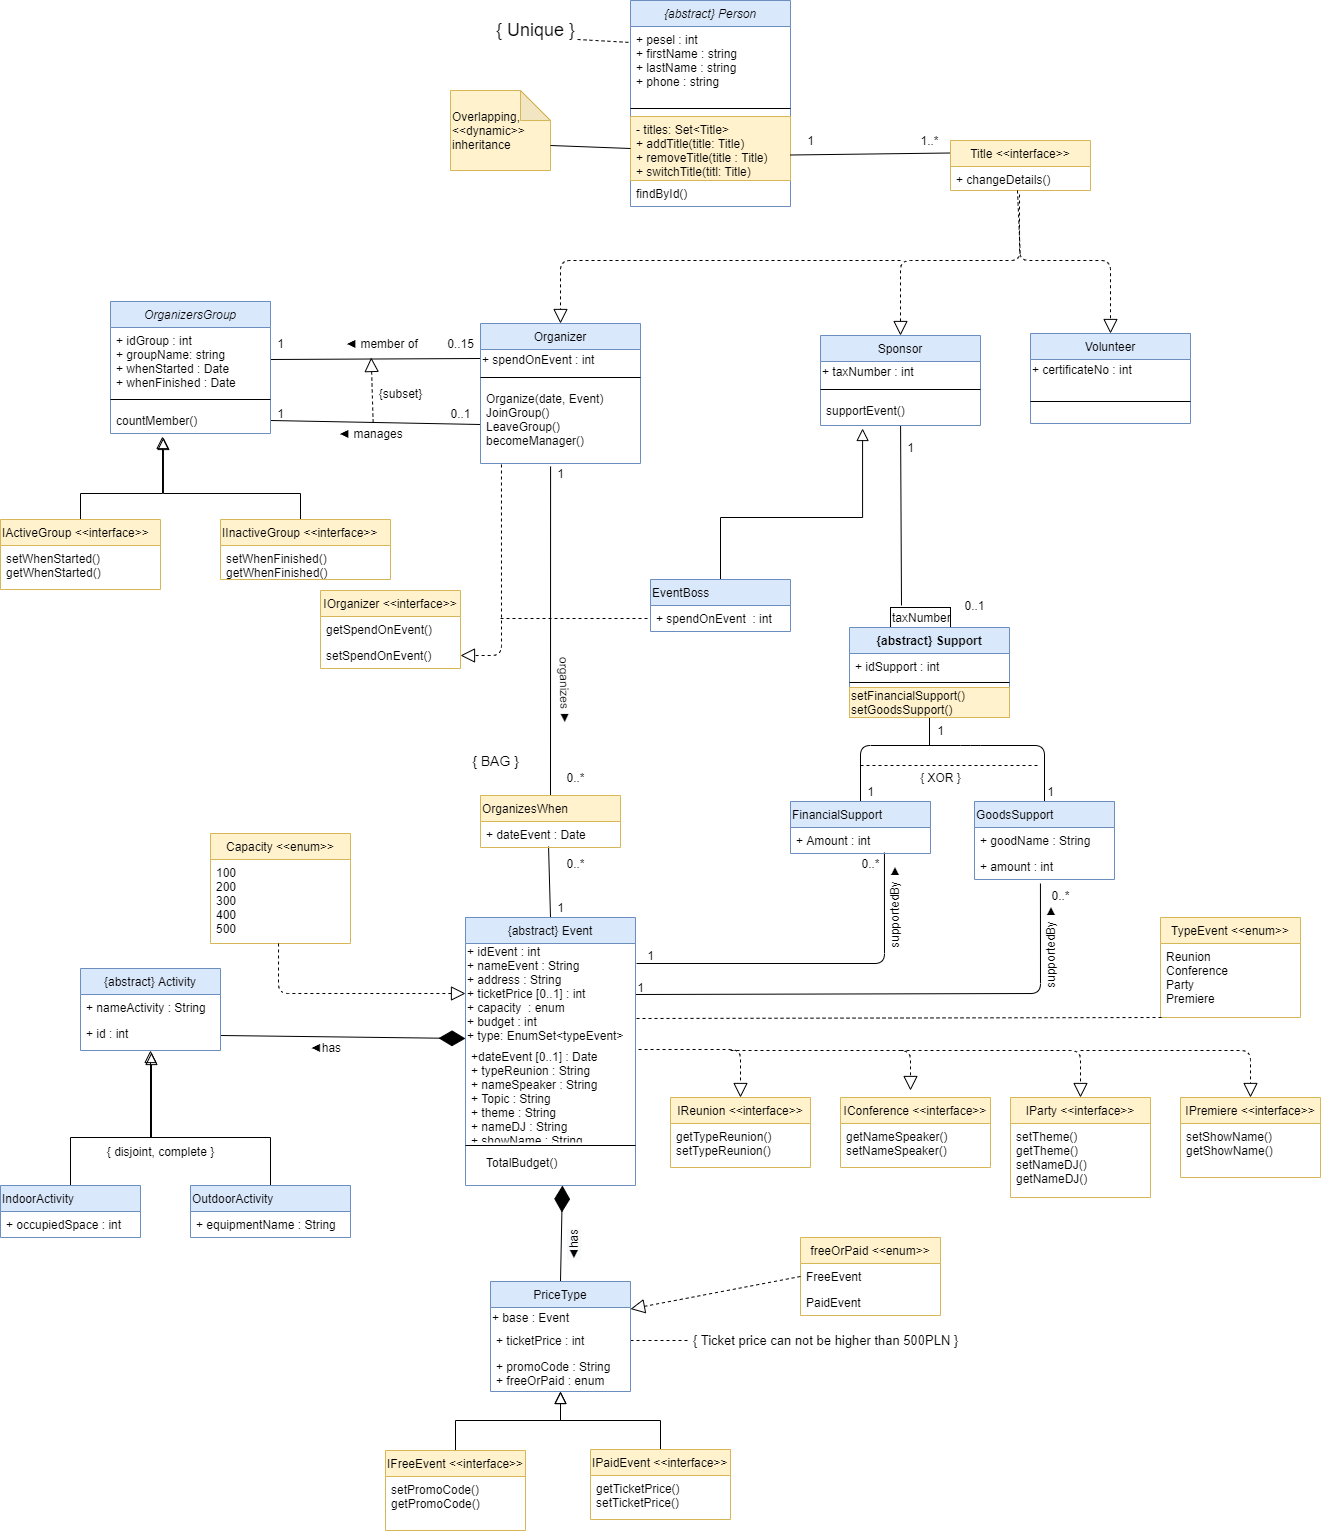 {abstract} Person
{ Unique }
+ pesel : int
+ firstName : string
+ lastName : string
+ phone : string
Overlapping,
<<dynamic>>
inheritance
- titles: Set<Title>
+ addTitle(title: Title)
+ removeTitle(title : Title)
+ switchTitle(titl: Title)
findById()
1
1..*
Title <<interface>>
+ changeDetails()
OrganizersGroup
+ idGroup : int
+ groupName: string
+ whenStarted : Date
+ whenFinished : Date
countMember()
1
◄ member of
0..15
{subset}
1
0..1
◄ manages
Organizer
+ spendOnEvent : int
Organize(date, Event)
JoinGroup()
LeaveGroup()
becomeManager()
Sponsor
+ taxNumber : int
supportEvent()
Volunteer
+ certificateNo : int
1
1
IActiveGroup <<interface>>
setWhenStarted()
getWhenStarted()
IInactiveGroup <<interface>>
setWhenFinished()
getWhenFinished()
IOrganizer <<interface>>
getSpendOnEvent()
setSpendOnEvent()
EventBoss
+ spendOnEvent : int
0..1
taxNumber
{abstract} Support
+ idSupport : int
setFinancialSupport()
setGoodsSupport()
organizes ►
1
{ XOR }
1
1
{ BAG }
0..*
OrganizesWhen
+ dateEvent : Date
0..*
1
FinancialSupport
+ Amount : int
0..*
GoodsSupport
+ goodName : String
+ amount : int
0..*
supportedBy ►
supportedBy ►
Capacity <<enum>>
100
200
300
400
500
{abstract} Event
+ idEvent : int
+ nameEvent : String
+ address : String
+ ticketPrice [0..1] : int
+ capacity : enum
+ budget : int
+ type: EnumSet<typeEvent>
+dateEvent [0..1] : Date
+ typeReunion : String
+ nameSpeaker : String
+ Topic : String
+ theme : String
+ nameDJ : String
+ showName : String
TotalBudget()
1
1
TypeEvent <<enum>>
Reunion
Conference
Party
Premiere
{abstract} Activity
+ nameActivity : String
+ id : int
◄has
{ disjoint, complete }
IndoorActivity
+ occupiedSpace : int
OutdoorActivity
+ equipmentName : String
IReunion <<interface>>
getTypeReunion()
setTypeReunion()
IConference <<interface>>
getNameSpeaker()
setNameSpeaker()
IParty <<interface>>
setTheme()
getTheme()
setNameDJ()
getNameDJ()
IPremiere <<interface>>
setShowName()
getShowName()
◄has
PriceType
+ base : Event
+ ticketPrice : int
+ promoCode : String
+ freeOrPaid : enum
freeOrPaid <<enum>>
FreeEvent
PaidEvent
{ Ticket price can not be higher than 500PLN }
IFreeEvent <<interface>>
setPromoCode()
getPromoCode()
IPaidEvent <<interface>>
getTicketPrice()
setTicketPrice()